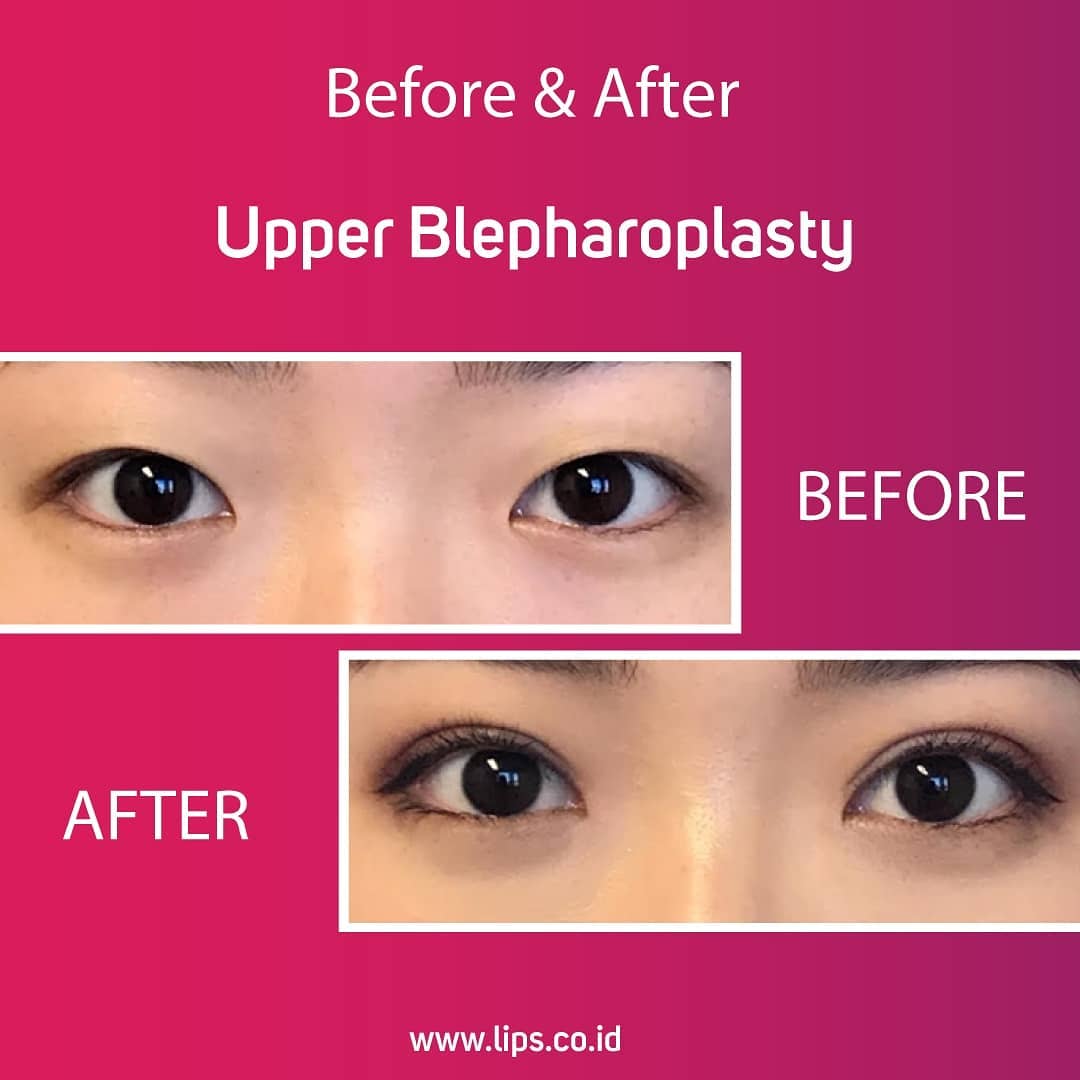 Before & After
Upper Blepharoplasty
BEFORE
AFTER
www.lips.co.id